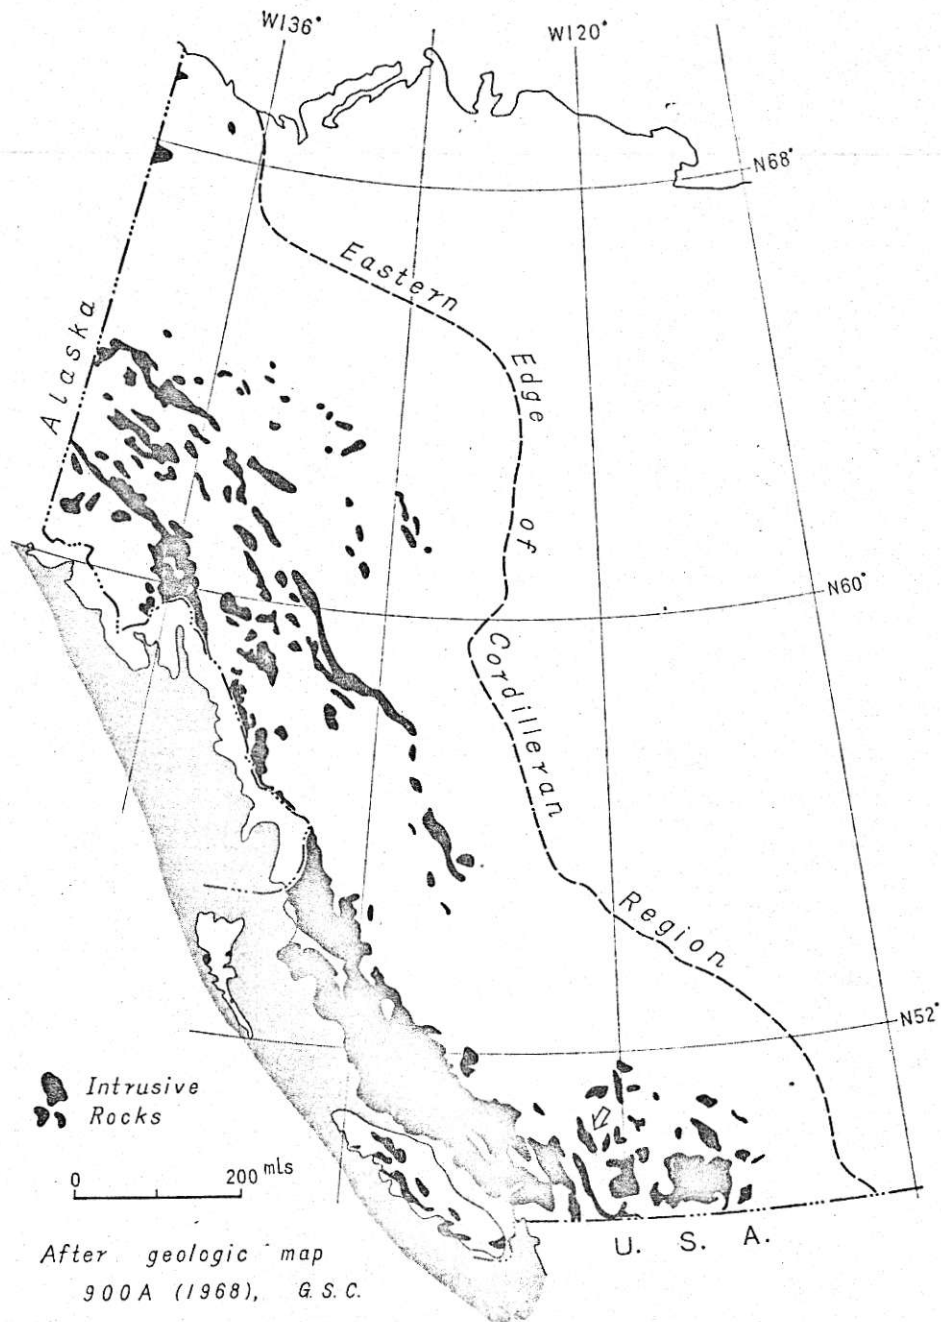 W136°
W120°
N68°
Alaska
Eastern
Edge of
Cordilleran
Region
N60°
N52°
Intrusive
Rocks
0 200 mls
U. S. A.
After geologic map
900A (1968), G.S.C.